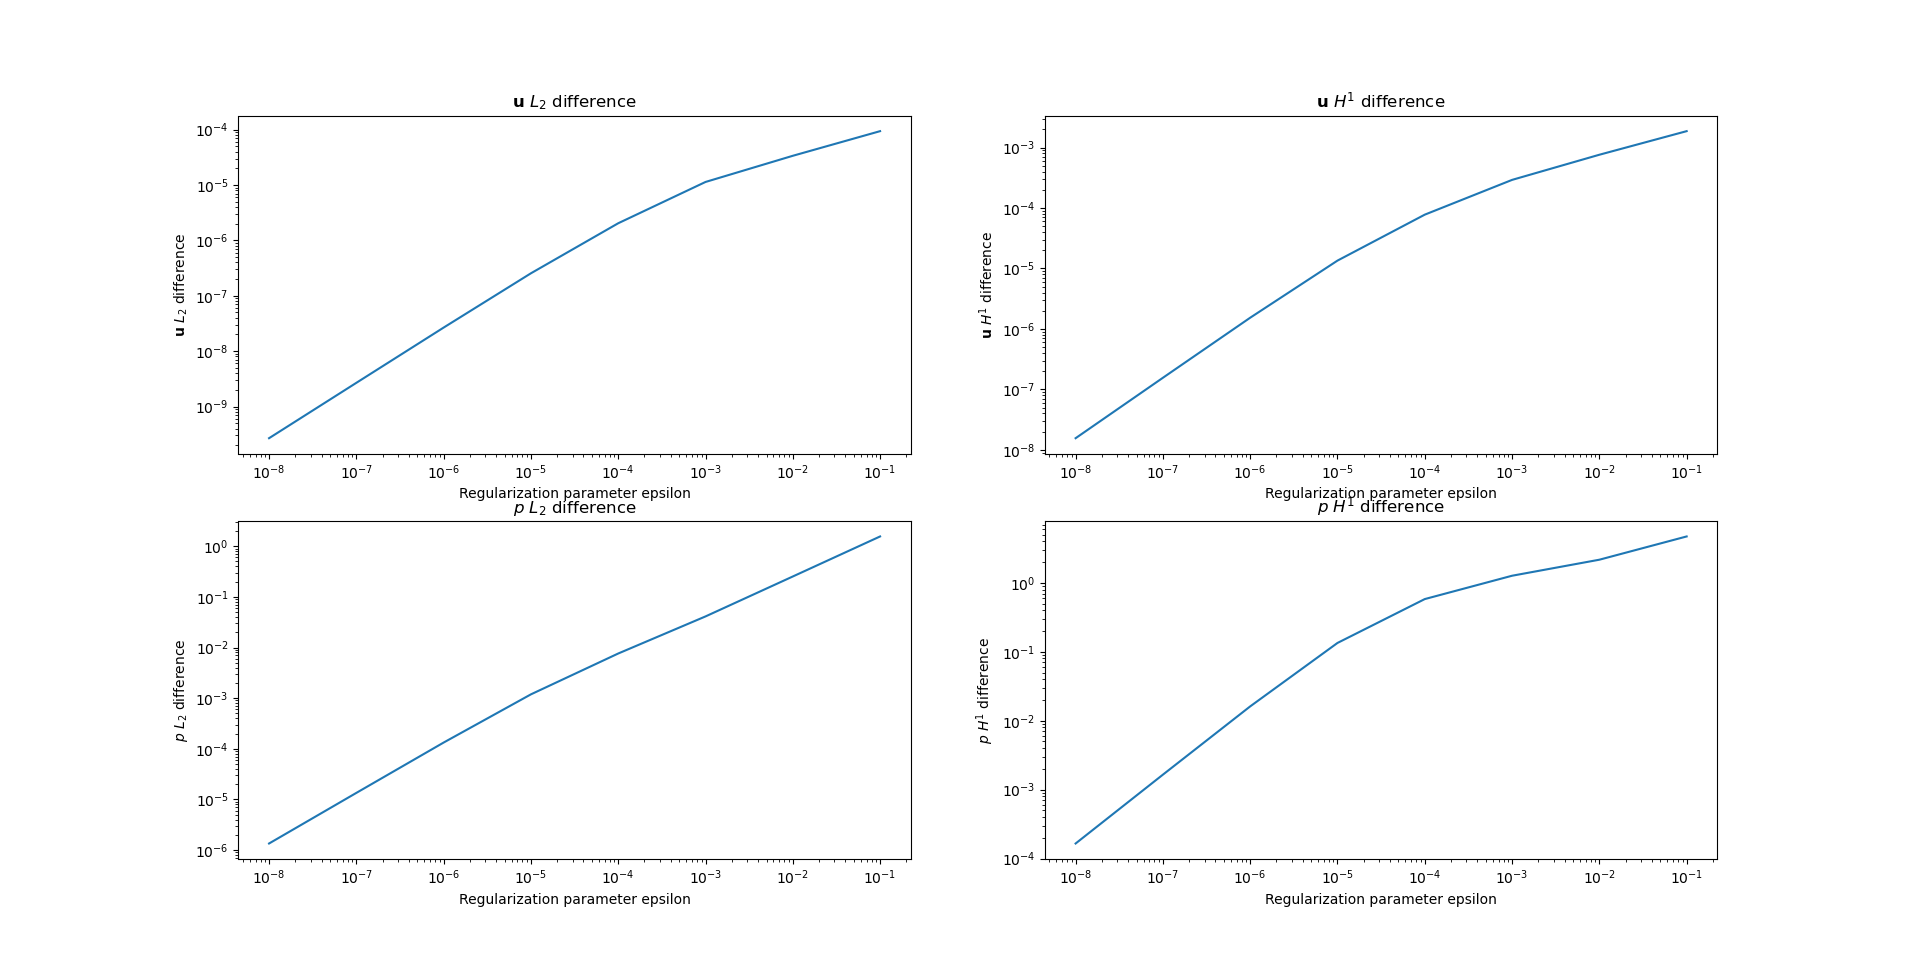 𝐮 L₂ difference
𝐮 L₂ difference
10⁻⁴
10⁻⁵
10⁻⁶
10⁻⁷
10⁻⁸
10⁻⁹
10⁻⁸ 10⁻⁷ 10⁻⁶ 10⁻⁵ 10⁻⁴ 10⁻³ 10⁻² 10⁻¹
Regularization parameter epsilon
𝐮 H¹ difference
𝐮 H¹ difference
10⁻³
10⁻⁴
10⁻⁵
10⁻⁶
10⁻⁷
10⁻⁸
10⁻⁸ 10⁻⁷ 10⁻⁶ 10⁻⁵ 10⁻⁴ 10⁻³ 10⁻² 10⁻¹
Regularization parameter epsilon
p L₂ difference
p L₂ difference
10⁰
10⁻¹
10⁻²
10⁻³
10⁻⁴
10⁻⁵
10⁻⁶
10⁻⁸ 10⁻⁷ 10⁻⁶ 10⁻⁵ 10⁻⁴ 10⁻³ 10⁻² 10⁻¹
Regularization parameter epsilon
p H¹ difference
p H¹ difference
10⁰
10⁻¹
10⁻²
10⁻³
10⁻⁴
10⁻⁸ 10⁻⁷ 10⁻⁶ 10⁻⁵ 10⁻⁴ 10⁻³ 10⁻² 10⁻¹
Regularization parameter epsilon